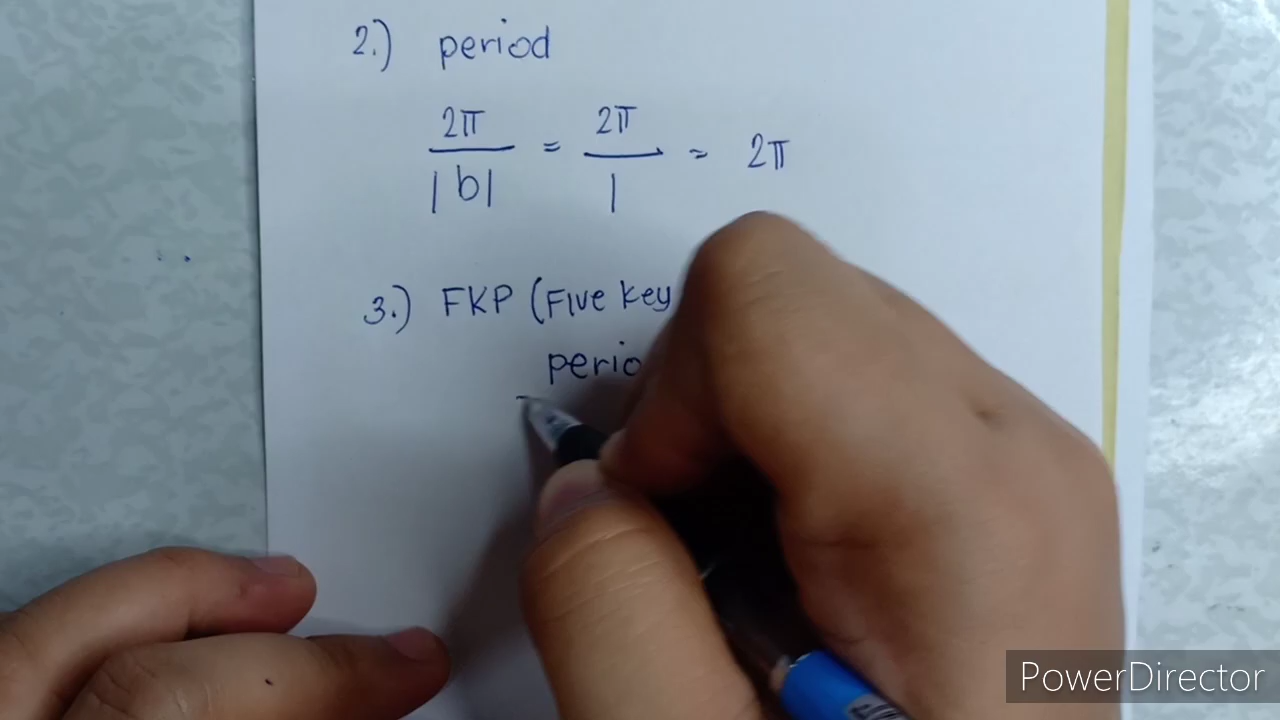 2.) period
2π / |b| = 2π / 1 = 2π
3.) FKP (Five Key
perio
PowerDirector